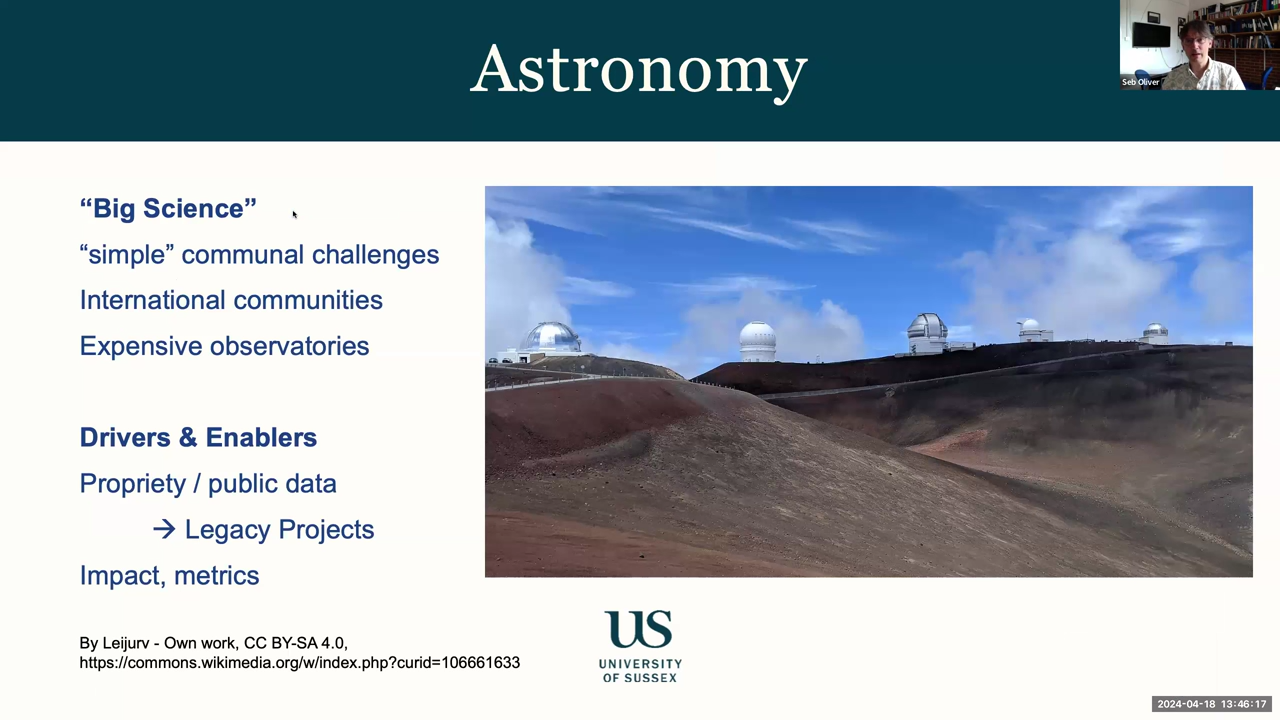 Astronomy
Seb Oliver
“Big Science”
“simple” communal challenges
International communities
Expensive observatories
Drivers & Enablers
Propriety / public data
→ Legacy Projects
Impact, metrics
By Leijurv - Own work, CC BY-SA 4.0,
https://commons.wikimedia.org/w/index.php?curid=106661633
US
UNIVERSITY
OF SUSSEX
2024-04-18 13:46:17